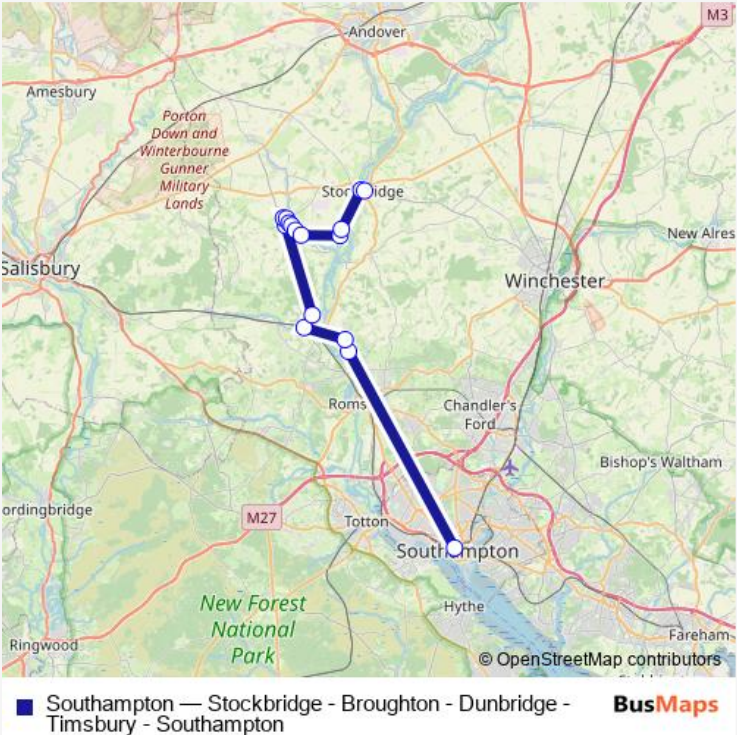 M3
Andover
Amesbury
Porton
Down and
Winterbourne
Gunner
Military
Lands
Stockbridge
New Alres
Salisbury
Winchester
Roms
Chandler's
Ford
Bishop's Waltham
ordingbridge
M27
Totton
Southampton
Hythe
New Forest
National
Park
Fareham
Ringwood
© OpenStreetMap contributors
Southampton — Stockbridge - Broughton - Dunbridge -
Timsbury - Southampton
BusMaps